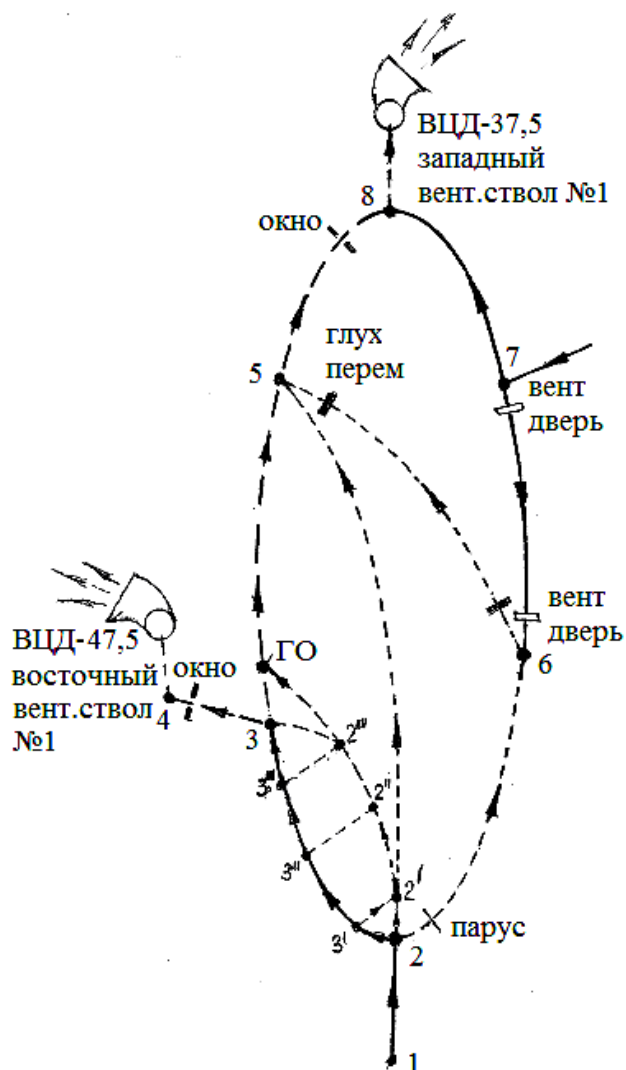 ВЦД-37,5
западный
вент.ствол №1
8
окно
глух
перем
7
5
вент
дверь
ВЦД-47,5
восточный
вент.ствол
№1
окно
ГО
вент
дверь
6
4
3
2'''
3'''
2''
3''
2'
3'
парус
2
1